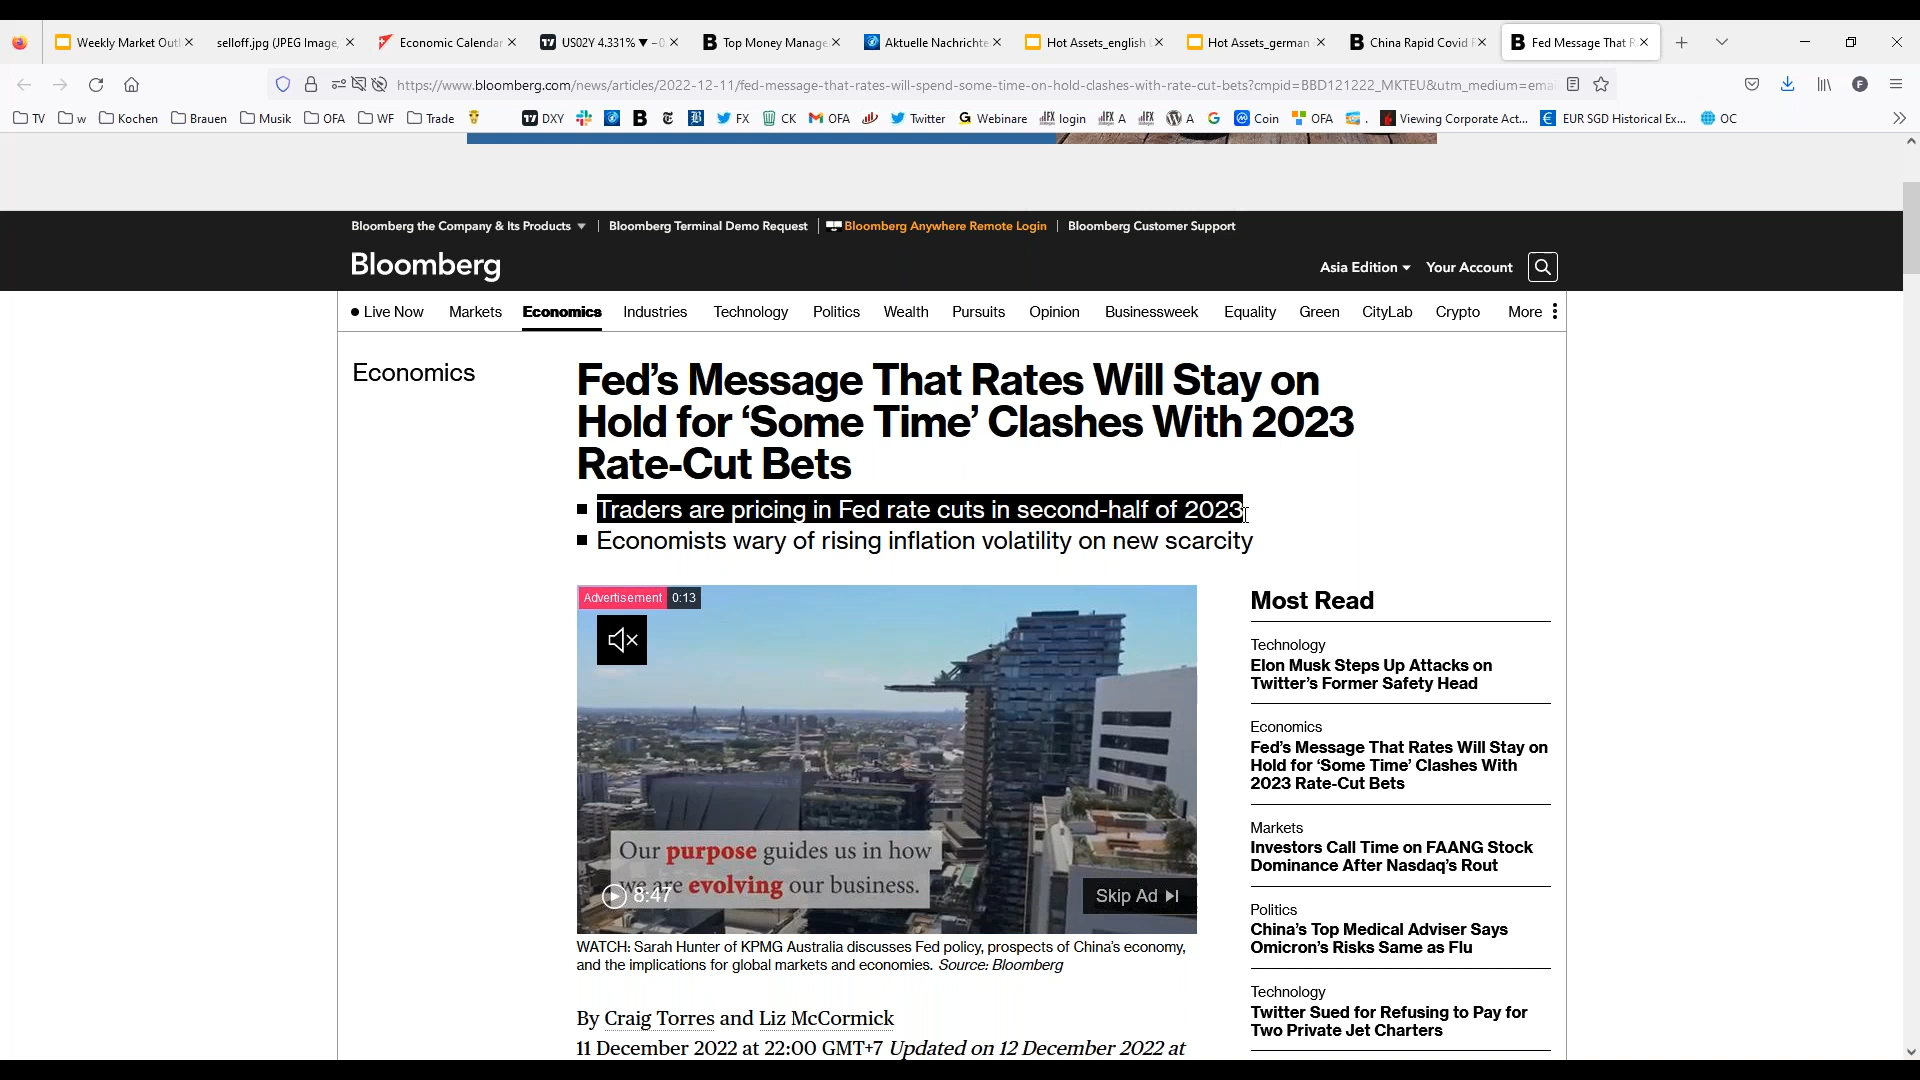 Weekly Market Outl
selloff.jpg (JPEG Image,
Economic Calendar
US02Y 4.331% ▼ −0
Top Money Manage
Aktuelle Nachrichte
Hot Assets_english
Hot Assets_german
China Rapid Covid
Fed Message That R
https://www.bloomberg.com/news/articles/2022-12-11/fed-message-that-rates-will-spend-some-time-on-hold-clashes-with-rate-cut-bets?cmpid=BBD121222_MKTEU&utm_medium=emai
TV w Kochen Brauen Musik OFA WF Trade DXY FX CK OFA Twitter Webinare login A A Coin OFA . Viewing Corporate Act... EUR SGD Historical Ex... OC
Bloomberg the Company & Its Products Bloomberg Terminal Demo Request Bloomberg Anywhere Remote Login Bloomberg Customer Support
Bloomberg
Asia Edition Your Account
Live Now Markets Economics Industries Technology Politics Wealth Pursuits Opinion Businessweek Equality Green CityLab Crypto More
Economics
Fed's Message That Rates Will Stay on
Hold for ‘Some Time’ Clashes With 2023
Rate-Cut Bets
Traders are pricing in Fed rate cuts in second-half of 2023
Economists wary of rising inflation volatility on new scarcity
Advertisement 0:13
Our purpose guides us in how
we are evolving our business.
8:47
Skip Ad
WATCH: Sarah Hunter of KPMG Australia discusses Fed policy, prospects of China's economy,
and the implications for global markets and economies. Source: Bloomberg
By Craig Torres and Liz McCormick
11 December 2022 at 22:00 GMT+7 Updated on 12 December 2022 at
Most Read
Technology
Elon Musk Steps Up Attacks on
Twitter's Former Safety Head
Economics
Fed's Message That Rates Will Stay on
Hold for ‘Some Time’ Clashes With
2023 Rate-Cut Bets
Markets
Investors Call Time on FAANG Stock
Dominance After Nasdaq's Rout
Politics
China's Top Medical Adviser Says
Omicron's Risks Same as Flu
Technology
Twitter Sued for Refusing to Pay for
Two Private Jet Charters